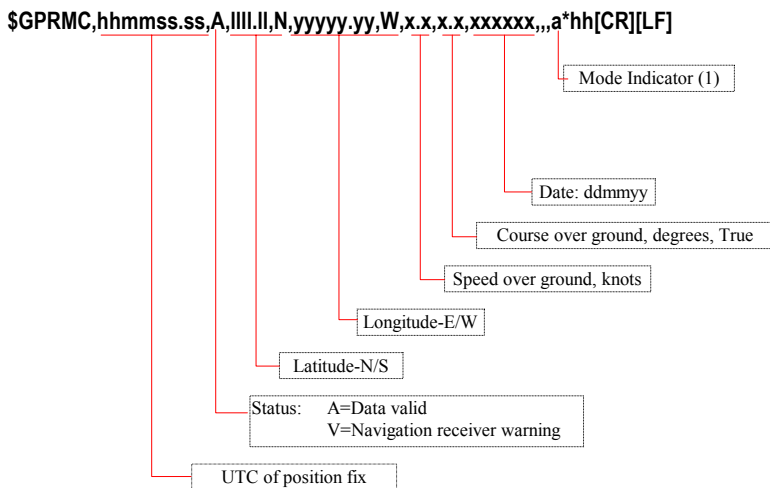 $GPRMC,hhmmss.ss,A,llll.ll,N,yyyyy.yy,W,x.x,x.x,xxxxxx,,,a*hh[CR][LF]
Mode Indicator (1)
Date: ddmmyy
Course over ground, degrees, True
Speed over ground, knots
Longitude-E/W
Latitude-N/S
Status: A=Data valid
V=Navigation receiver warning
UTC of position fix